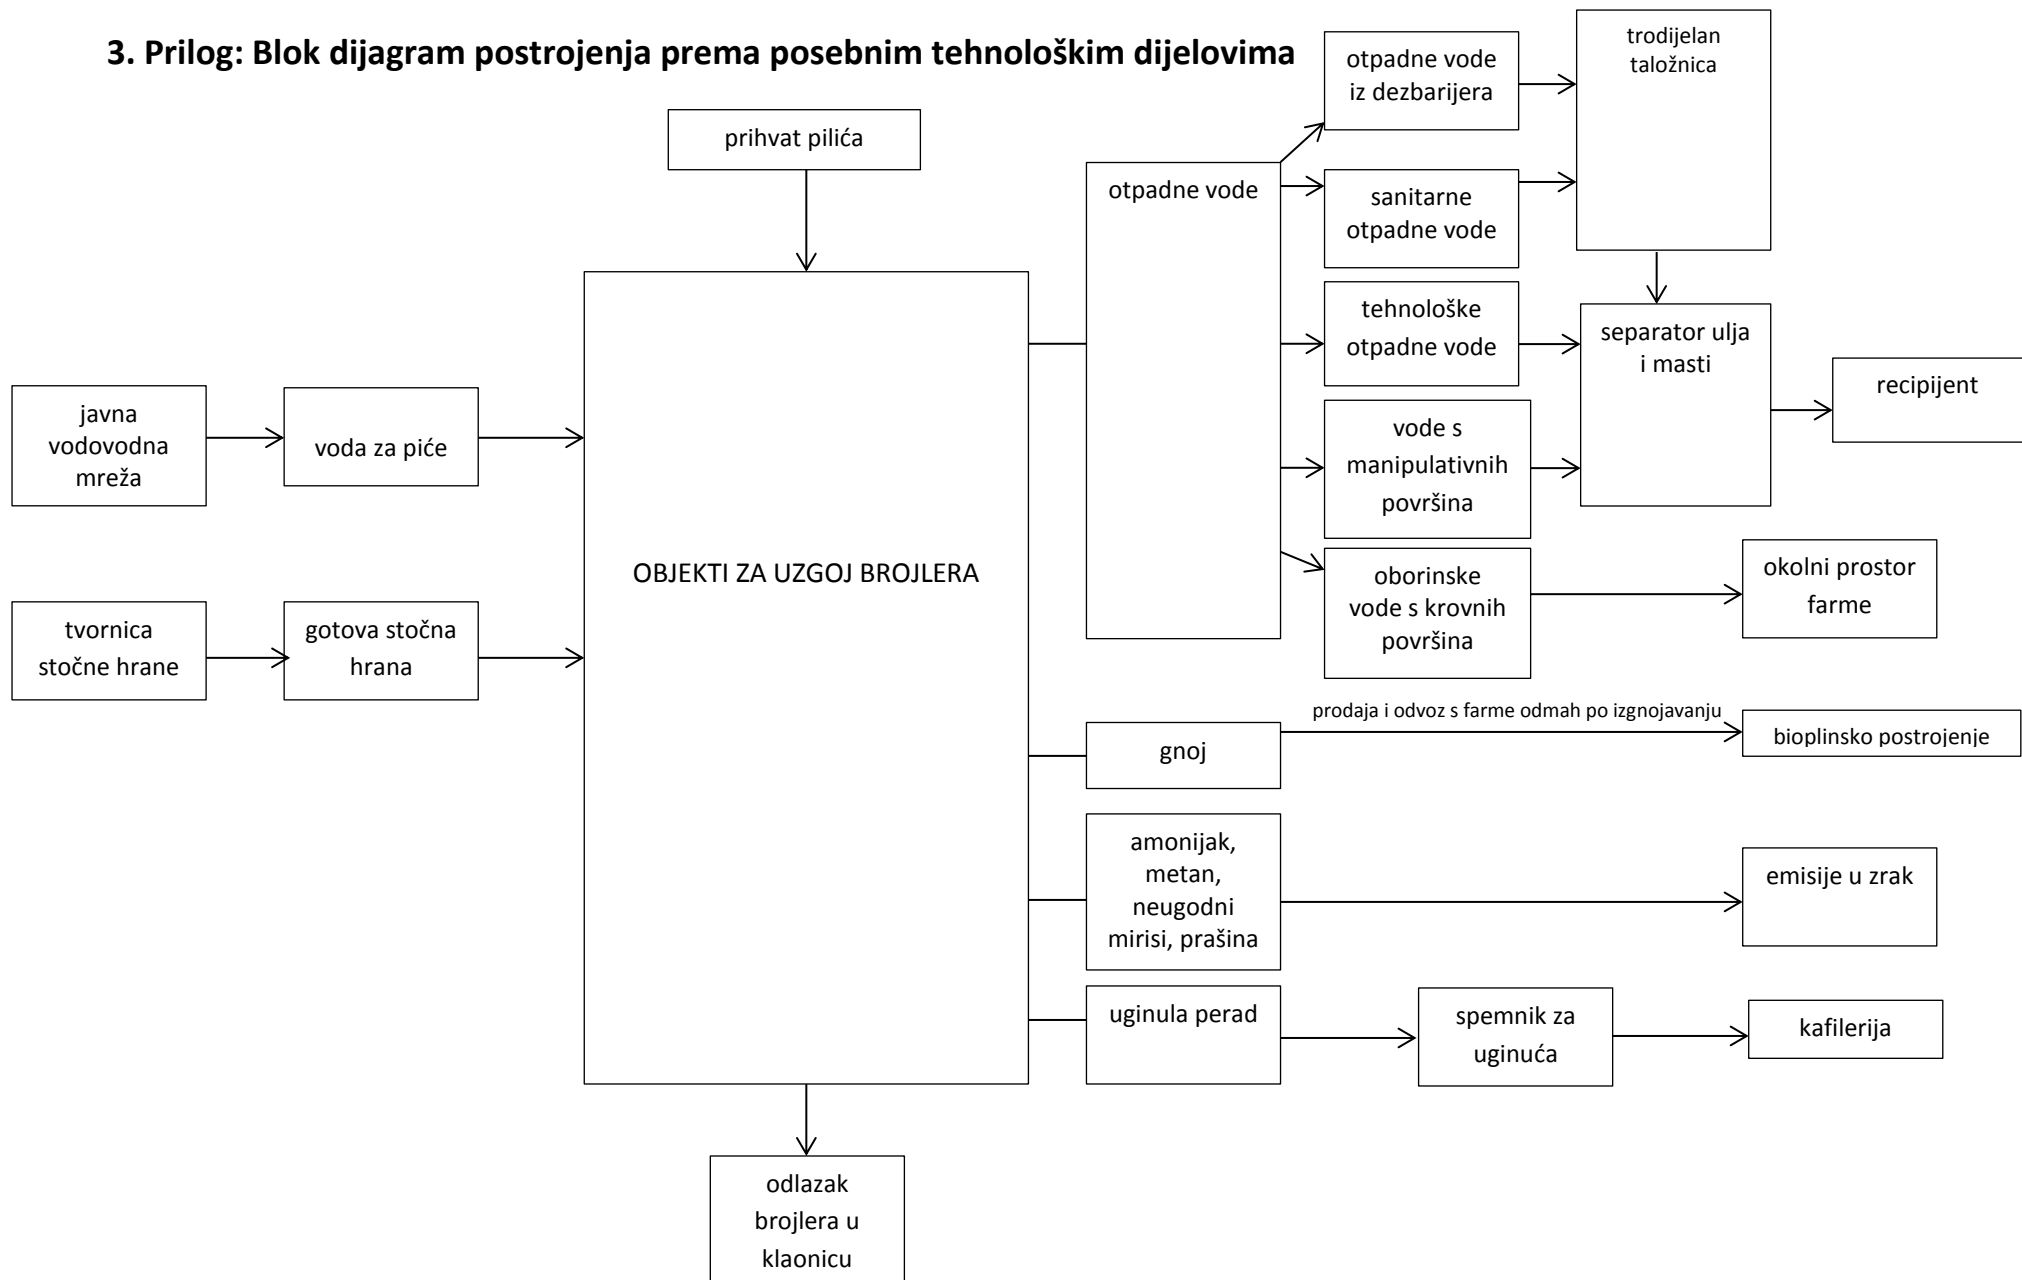 3. Prilog: Blok dijagram postrojenja prema posebnim tehnološkim dijelovima
prihvat pilića
javna
vodovodna
mreža
voda za piće
tvornica
stočne hrane
gotova stočna
hrana
OBJEKTI ZA UZGOJ BROJLERA
odlazak
brojlera u
klaonicu
otpadne vode
otpadne vode
iz dezbarijera
sanitarne
otpadne vode
tehnološke
otpadne vode
vode s
manipulativnih
površina
oborinske
vode s krovnih
površina
trodijelan
taložnica
separator ulja
i masti
recipijent
okolni prostor
farme
gnoj
prodaja i odvoz s farme odmah po izgnojavanju
bioplinsko postrojenje
amonijak,
metan,
neugodni
mirisi, prašina
emisije u zrak
uginula perad
spemnik za
uginuća
kafilerija